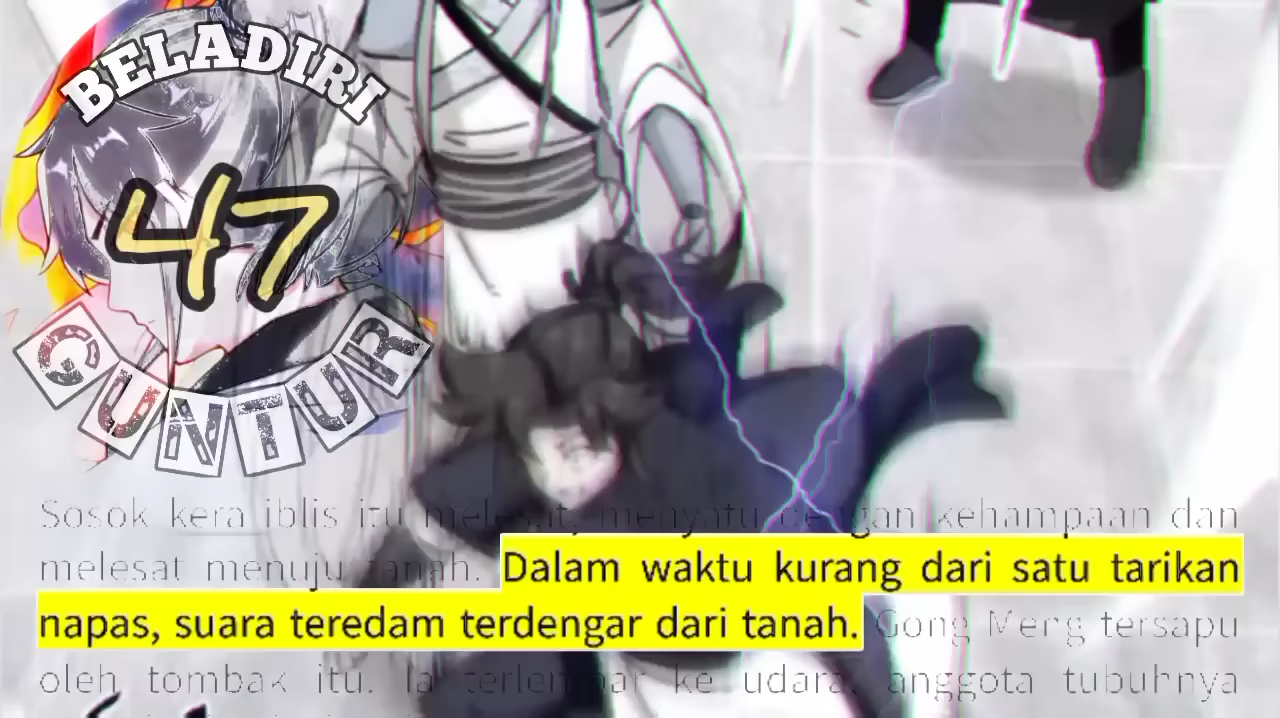 BELADIRI
47
GUNTUR
Sosok kera iblis itu melesat, menyatu dengan kehampaan dan
melesat menuju tanah. Dalam waktu kurang dari satu tarikan
napas, suara teredam terdengar dari tanah. Gong Meng tersapu
oleh tombak itu. Ia terlempar ke udara, anggota tubuhnya